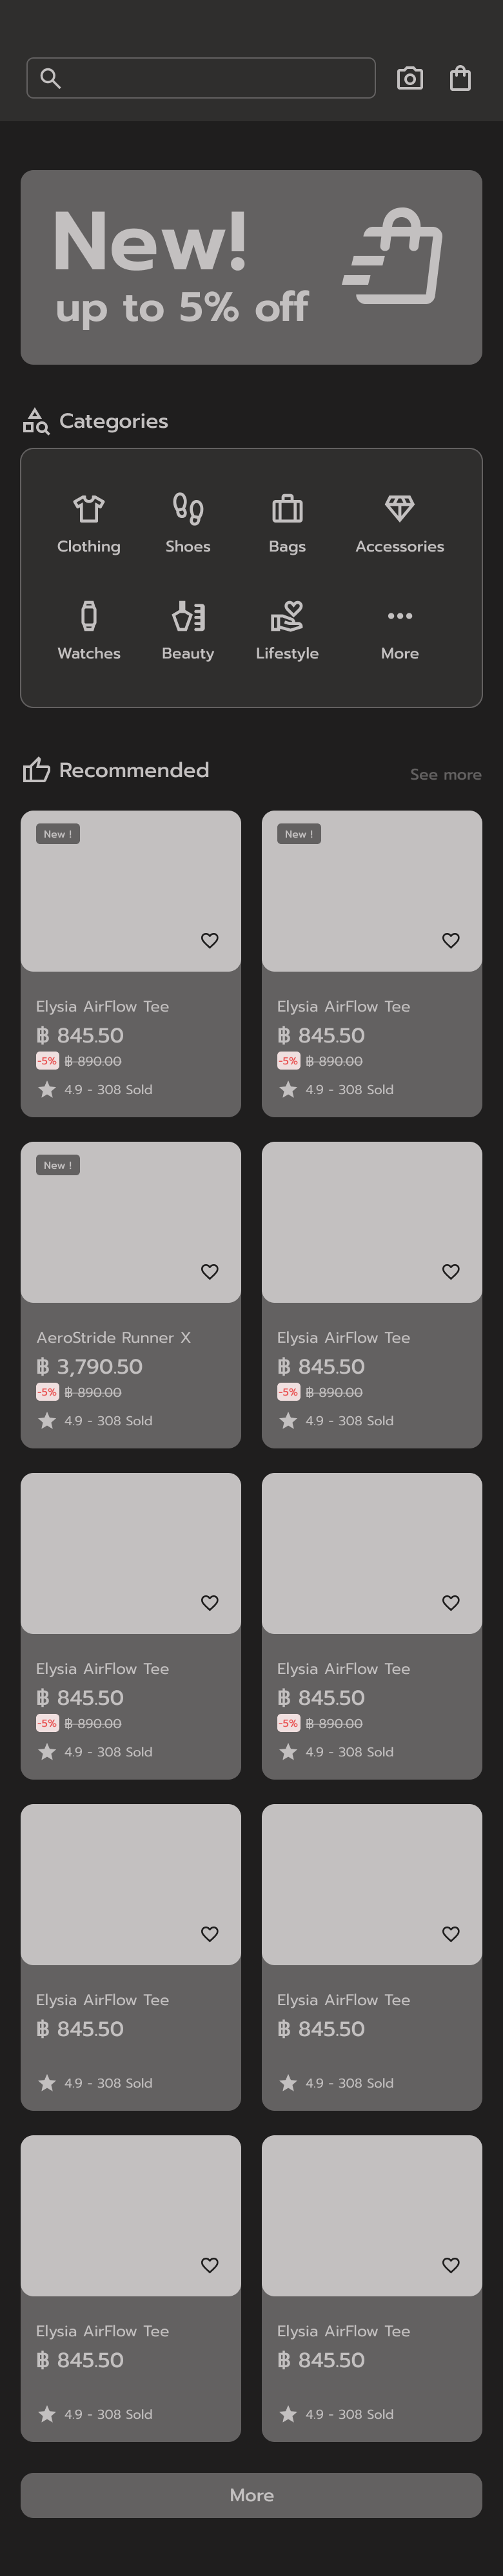 New!
up to 5% off
Categories
Clothing Shoes Bags Accessories
Watches Beauty Lifestyle More
Recommended See more
New ! New !
Elysia AirFlow Tee Elysia AirFlow Tee
฿ 845.50 ฿ 845.50
-5% ฿ 890.00 -5% ฿ 890.00
4.9 - 308 Sold 4.9 - 308 Sold
New !
AeroStride Runner X Elysia AirFlow Tee
฿ 3,790.50 ฿ 845.50
-5% ฿ 890.00 -5% ฿ 890.00
4.9 - 308 Sold 4.9 - 308 Sold
Elysia AirFlow Tee Elysia AirFlow Tee
฿ 845.50 ฿ 845.50
-5% ฿ 890.00 -5% ฿ 890.00
4.9 - 308 Sold 4.9 - 308 Sold
Elysia AirFlow Tee Elysia AirFlow Tee
฿ 845.50 ฿ 845.50
4.9 - 308 Sold 4.9 - 308 Sold
Elysia AirFlow Tee Elysia AirFlow Tee
฿ 845.50 ฿ 845.50
4.9 - 308 Sold 4.9 - 308 Sold
More